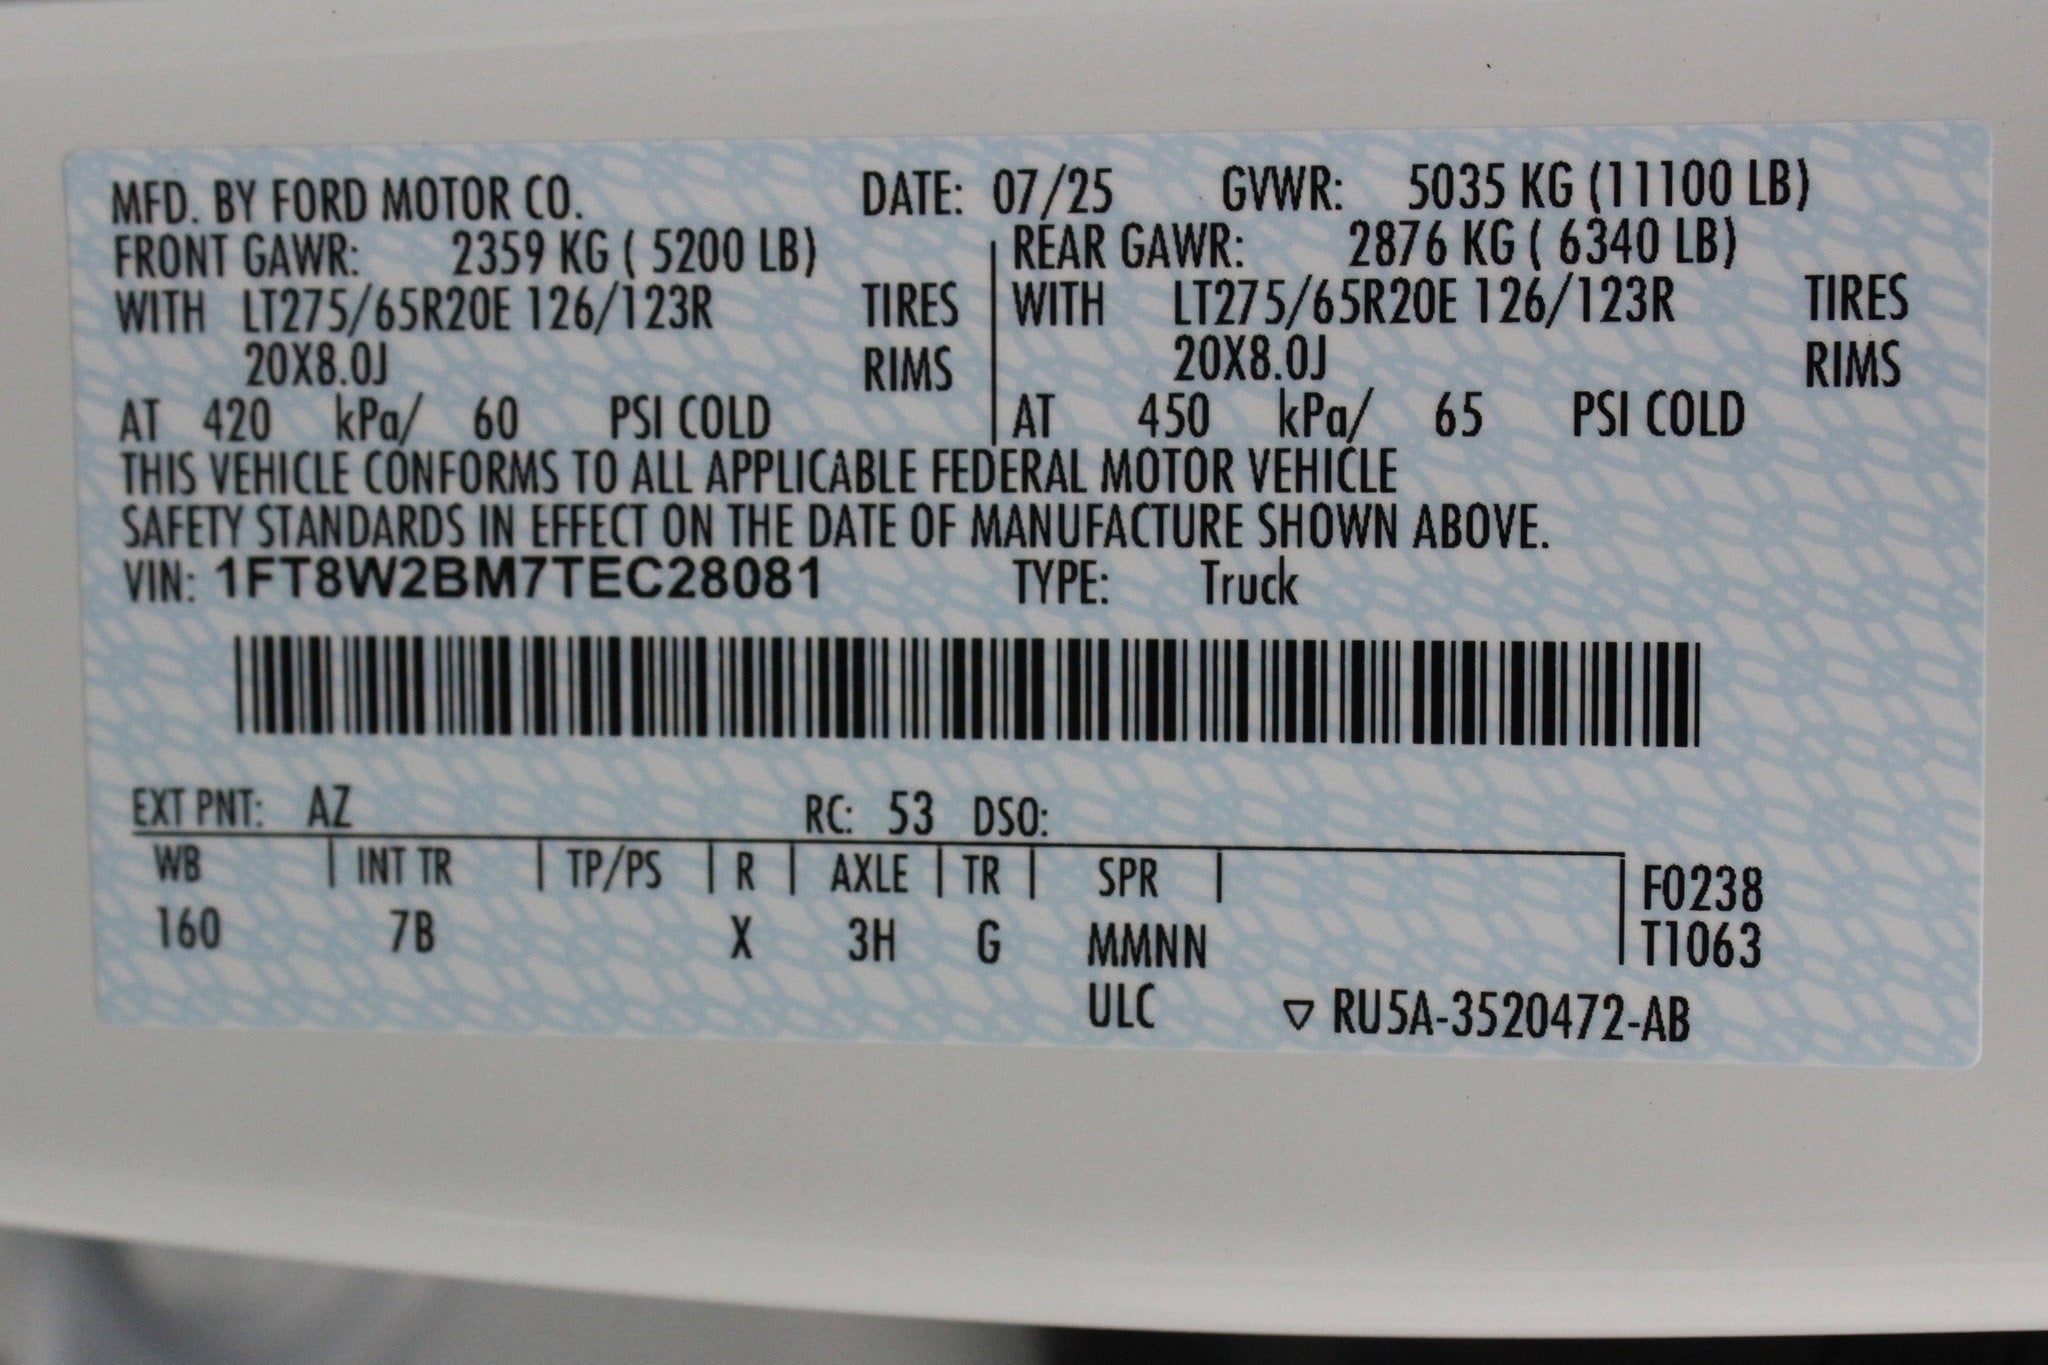 MFD. BY FORD MOTOR CO. DATE: 07/25 GVWR: 5035 KG (11100 LB)
FRONT GAWR: 2359 KG ( 5200 LB) REAR GAWR: 2876 KG ( 6340 LB)
WITH LT275/65R20E 126/123R TIRES WITH LT275/65R20E 126/123R TIRES
20X8.0J RIMS 20X8.0J RIMS
AT 420 kPa/ 60 PSI COLD AT 450 kPa/ 65 PSI COLD
THIS VEHICLE CONFORMS TO ALL APPLICABLE FEDERAL MOTOR VEHICLE
SAFETY STANDARDS IN EFFECT ON THE DATE OF MANUFACTURE SHOWN ABOVE.
VIN: 1FT8W2BM7TEC28081 TYPE: Truck
EXT PNT: AZ RC: 53 DSO:
WB INT TR TP/PS R AXLE TR SPR F0238
160 7B X 3H G MMNN T1063
ULC RU5A-3520472-AB